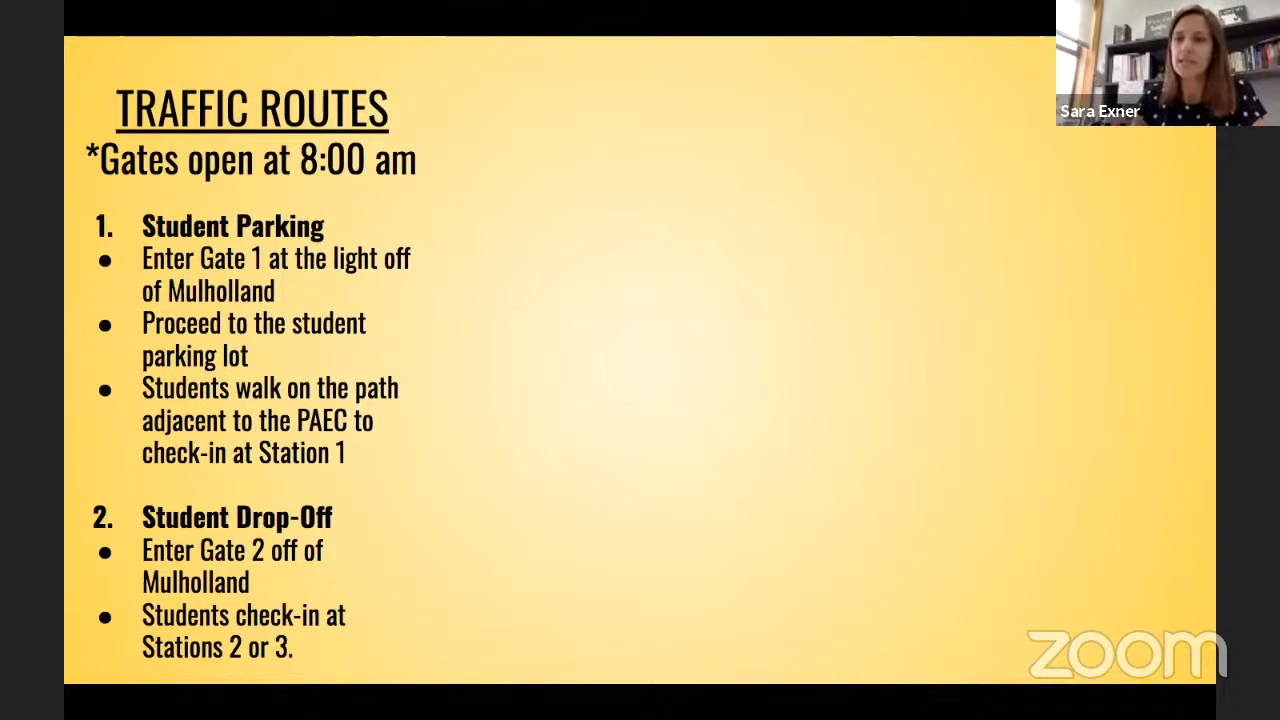 TRAFFIC ROUTES
*Gates open at 8:00 am
1. Student Parking
● Enter Gate 1 at the light off
of Mulholland
● Proceed to the student
parking lot
● Students walk on the path
adjacent to the PAEC to
check-in at Station 1
2. Student Drop-Off
● Enter Gate 2 off of
Mulholland
● Students check-in at
Stations 2 or 3.
Sara Exner
zoom